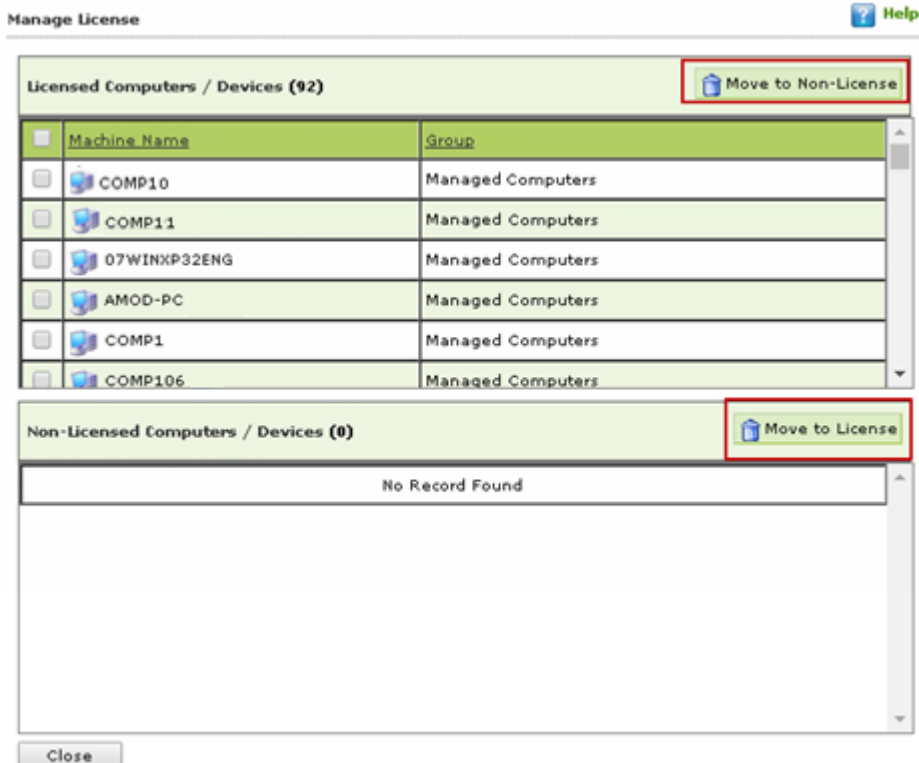 Manage License
Help
Licensed Computers / Devices (92)
Move to Non-License
Machine Name Group
COMP10 Managed Computers
COMP11 Managed Computers
07WINXP32ENG Managed Computers
AMOD-PC Managed Computers
COMP1 Managed Computers
COMP106 Managed Computers
Non-Licensed Computers / Devices (0)
Move to License
No Record Found
Close